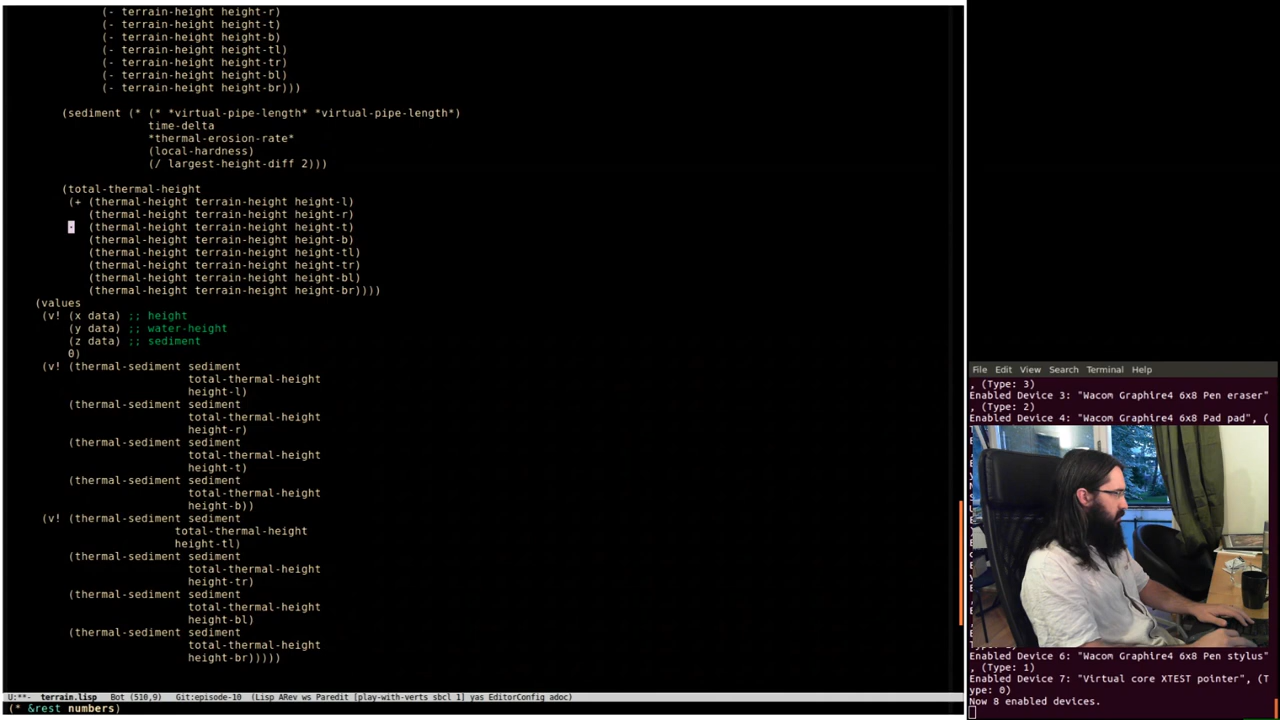 (- terrain-height height-r)
(- terrain-height height-t)
(- terrain-height height-b)
(- terrain-height height-tl)
(- terrain-height height-tr)
(- terrain-height height-bl)
(- terrain-height height-br)))
(sediment (* (* *virtual-pipe-length* *virtual-pipe-length*)
time-delta
*thermal-erosion-rate*
(local-hardness)
(/ largest-height-diff 2)))
(total-thermal-height
(+ (thermal-height terrain-height height-l)
(thermal-height terrain-height height-r)
(thermal-height terrain-height height-t)
(thermal-height terrain-height height-b)
(thermal-height terrain-height height-tl)
(thermal-height terrain-height height-tr)
(thermal-height terrain-height height-bl)
(thermal-height terrain-height height-br))))
(values
(v! (x data) ;; height
(y data) ;; water-height
(z data) ;; sediment
0)
(v! (thermal-sediment sediment
total-thermal-height
height-l)
(thermal-sediment sediment
total-thermal-height
height-r)
(thermal-sediment sediment
total-thermal-height
height-t)
(thermal-sediment sediment
total-thermal-height
height-b))
(v! (thermal-sediment sediment
total-thermal-height
height-tl)
(thermal-sediment sediment
total-thermal-height
height-tr)
(thermal-sediment sediment
total-thermal-height
height-bl)
(thermal-sediment sediment
total-thermal-height
height-br)))))
U:**- terrain.lisp Bot (510,9) Git:episode-10 (Lisp ARev ws Paredit [play-with-verts sbcl 1] yas EditorConfig adoc)
(* &rest numbers)
File Edit View Search Terminal Help
, (Type: 3)
Enabled Device 3: "Wacom Graphire4 6x8 Pen eraser"
, (Type: 2)
Enabled Device 4: "Wacom Graphire4 6x8 Pad pad", (
Enabled Device 6: "Wacom Graphire4 6x8 Pen stylus"
, (Type: 1)
Enabled Device 7: "Virtual core XTEST pointer", (T
ype: 0)
Now 8 enabled devices.